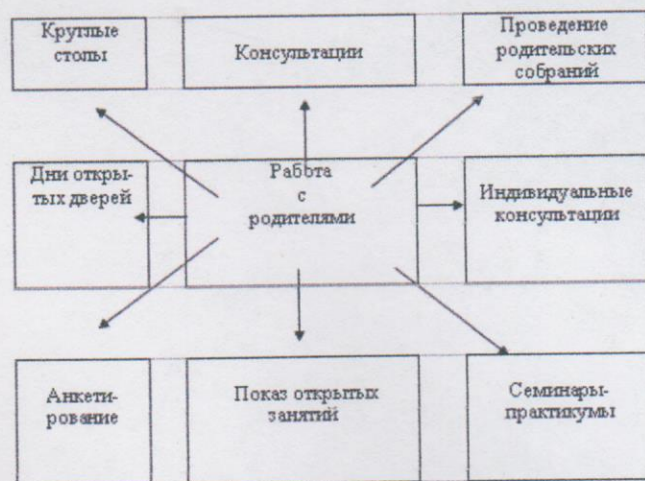 Круглые
столы
Консультации
Проведение
родительских
собраний
Дни откры-
тых дверей
Работа
с
родителями
Индивидуальные
консультации
Анкети-
рование
Показ открытых
занятий
Семинары-
практикумы